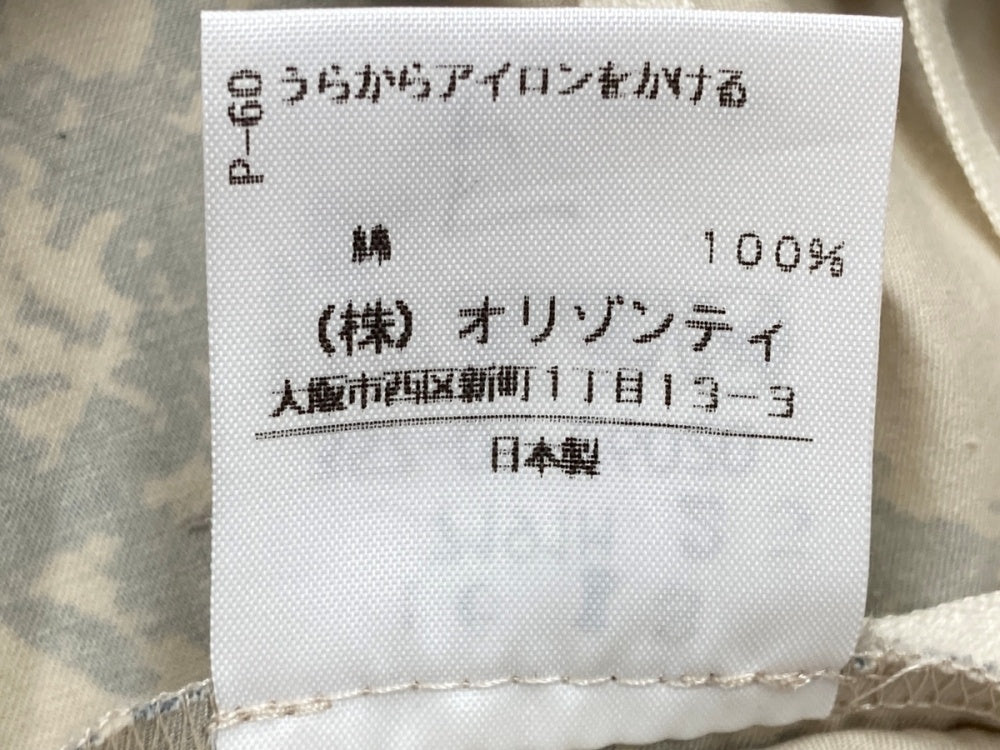 P-60
うらからアイロンをかける
綿 100%
(株) オリゾンティ
大阪市西区新町1丁目13-3
日本製